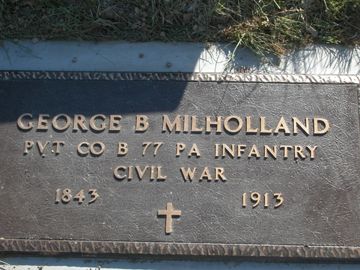 GEORGE B MILHOLLAND
PVT CO B 77 PA INFANTRY
CIVIL WAR
1843 1913